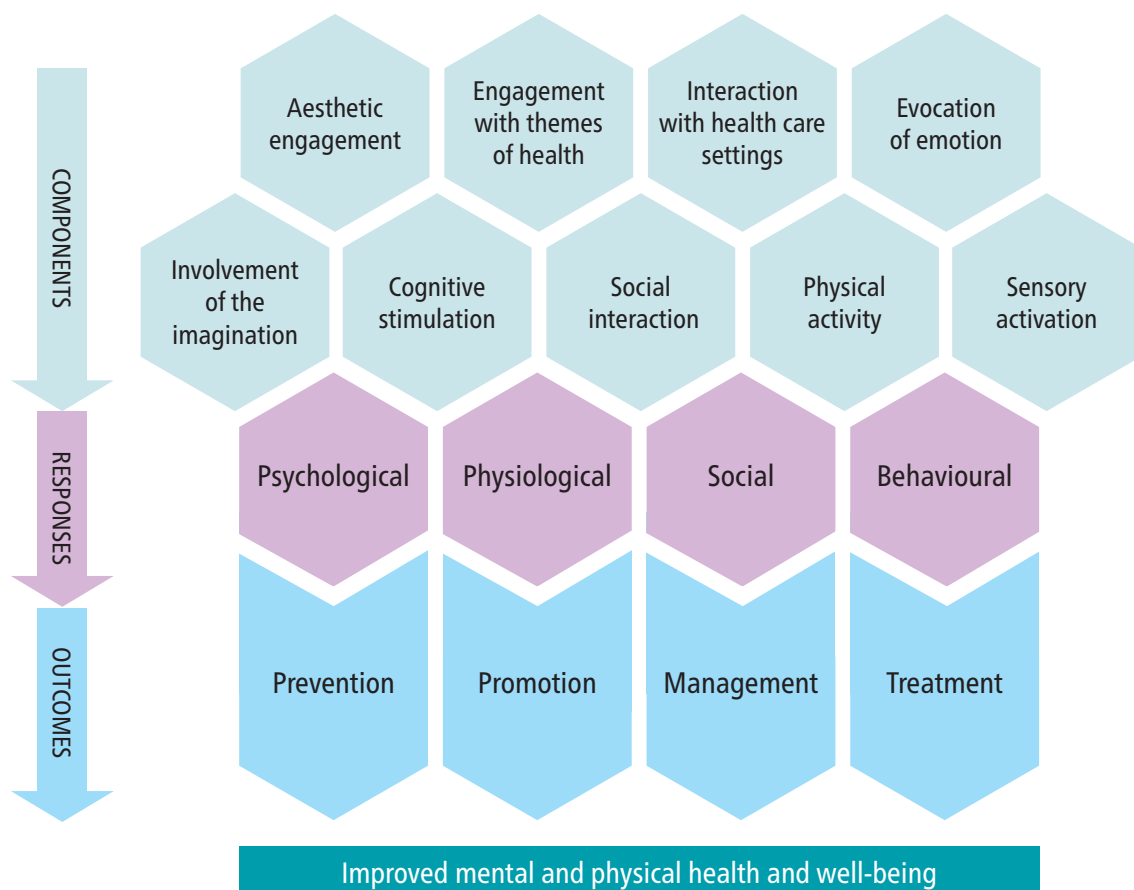 COMPONENTS
Aesthetic
engagement
Engagement
with themes
of health
Interaction
with health care
settings
Evocation
of emotion
Involvement
of the
imagination
Cognitive
stimulation
Social
interaction
Physical
activity
Sensory
activation
RESPONSES
Psychological
Physiological
Social
Behavioural
OUTCOMES
Prevention
Promotion
Management
Treatment
Improved mental and physical health and well-being